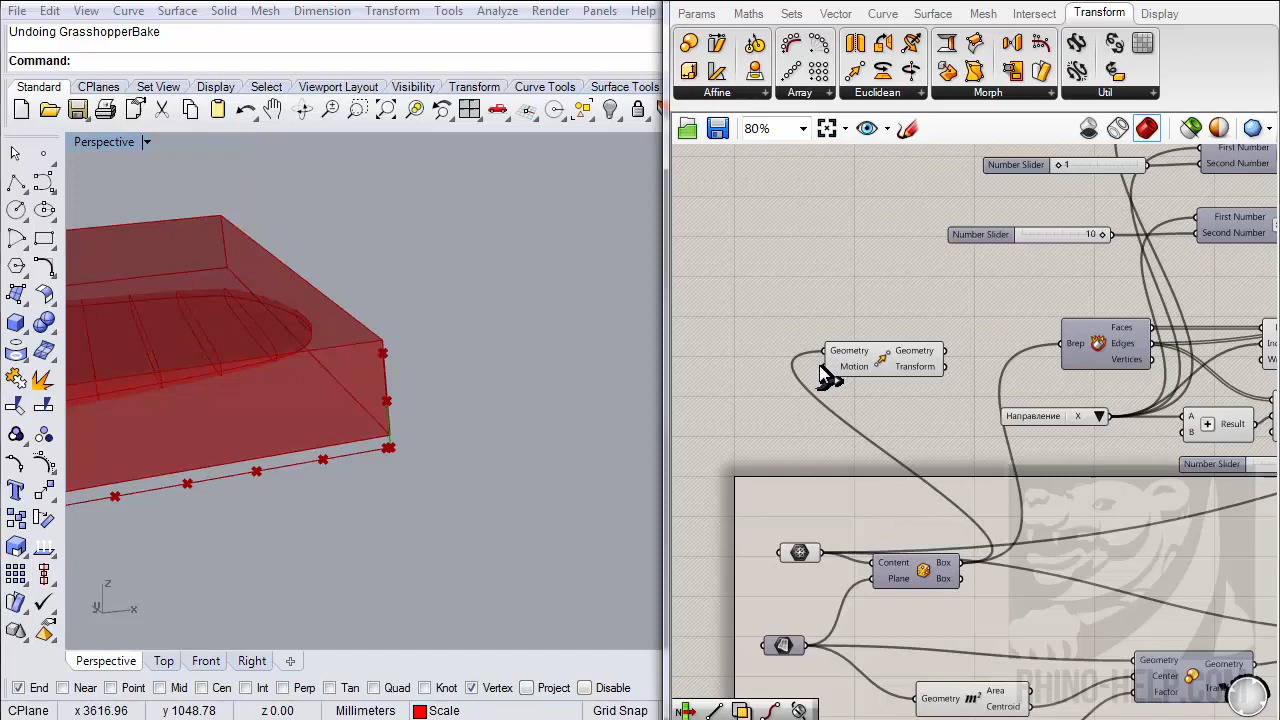 File Edit View Curve Surface Solid Mesh Dimension Transform Tools Analyze Render Panels Help
Undoing GrasshopperBake
Command:
Standard CPlanes Set View Display Select Viewport Layout Visibility Transform Curve Tools Surface Tools
Perspective
z
y x
Perspective Top Front Right
End Near Point Mid Cen Int Perp Tan Quad Knot Vertex Project Disable
CPlane x 3616.96 y 1048.78 z 0.00 Millimeters Scale Grid Snap
Params Maths Sets Vector Curve Surface Mesh Intersect Transform Display
Affine Array Euclidean Morph Util
80%
First Number
Number Slider 1 Second Number
First Number
Number Slider 10 Second Number
Faces
Geometry Geometry Brep Edges
Motion Transform Vertices
Направление X A Result
B
Number Slider
Content Box
Plane Box
Geometry Geometry
Center
Factor
Geometry m² Area
Centroid
RHINO-HELP.COM